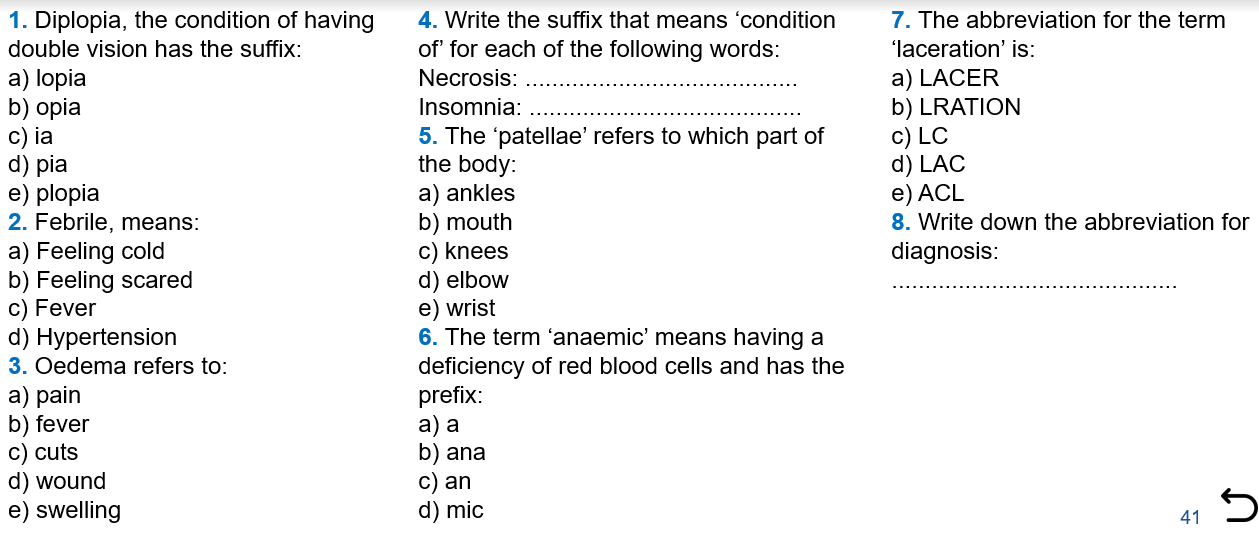 1. Diplopia, the condition of having
double vision has the suffix:
a) lopia
b) opia
c) ia
d) pia
e) plopia
2. Febrile, means:
a) Feeling cold
b) Feeling scared
c) Fever
d) Hypertension
3. Oedema refers to:
a) pain
b) fever
c) cuts
d) wound
e) swelling
4. Write the suffix that means ‘condition
of’ for each of the following words:
Necrosis: .........................................
Insomnia: .........................................
5. The ‘patellae’ refers to which part of
the body:
a) ankles
b) mouth
c) knees
d) elbow
e) wrist
6. The term ‘anaemic’ means having a
deficiency of red blood cells and has the
prefix:
a) a
b) ana
c) an
d) mic
7. The abbreviation for the term
‘laceration’ is:
a) LACER
b) LRATION
c) LC
d) LAC
e) ACL
8. Write down the abbreviation for
diagnosis:
...........................................
41